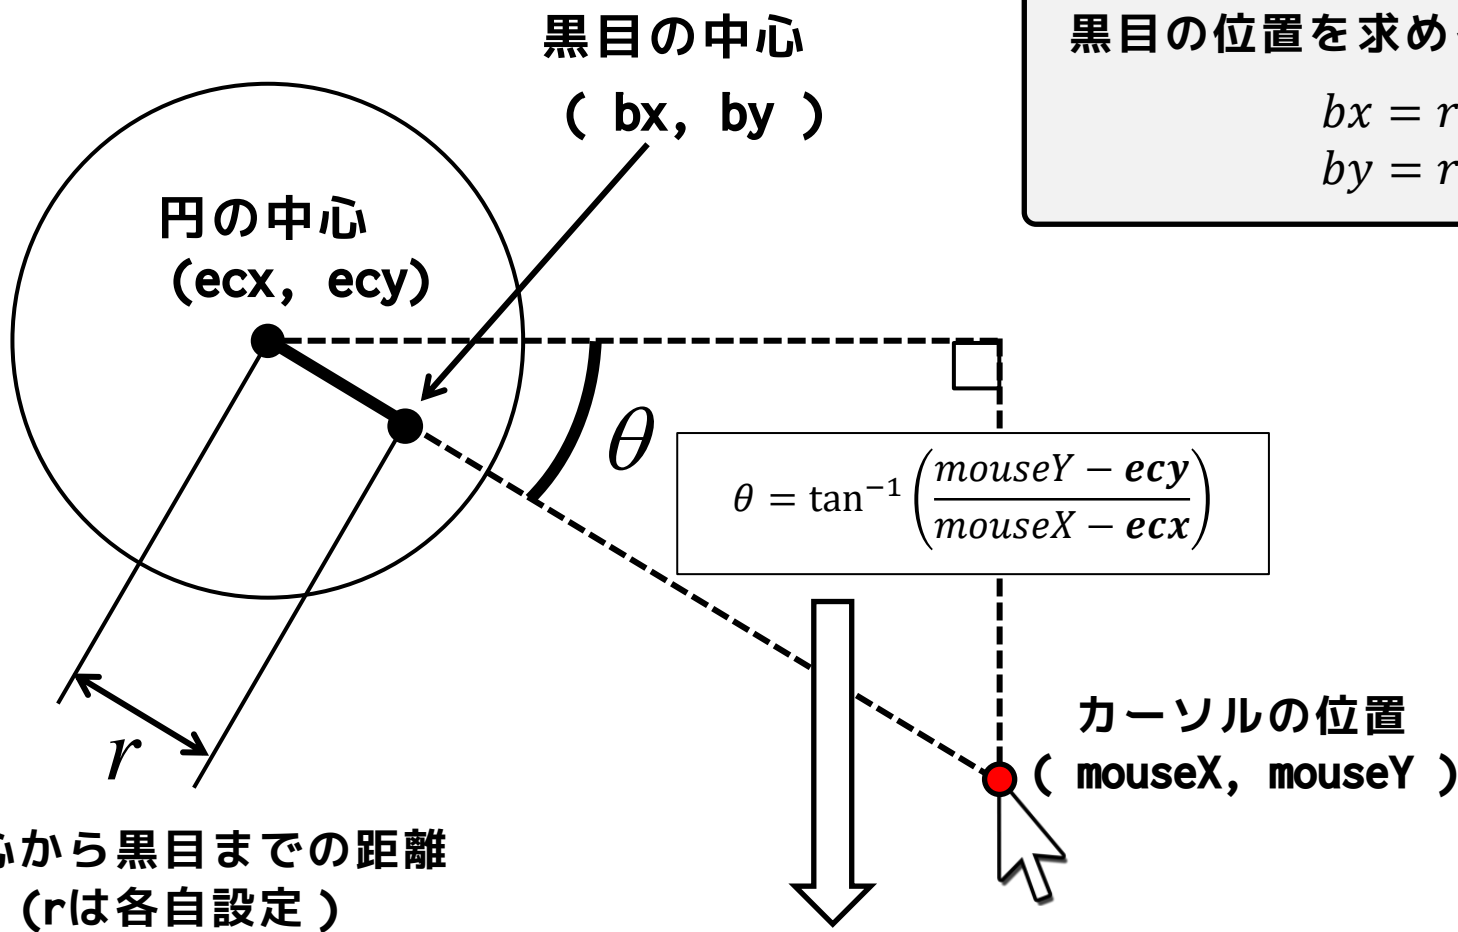 黒目の中心
( bx, by )
黒目の位置を求め
bx = r
by = r
円の中心
(ecx, ecy)
θ
θ = tan⁻¹(mouseY − ecy / mouseX − ecx)
r
カーソルの位置
( mouseX, mouseY )
から黒目までの距離
(rは各自設定 )